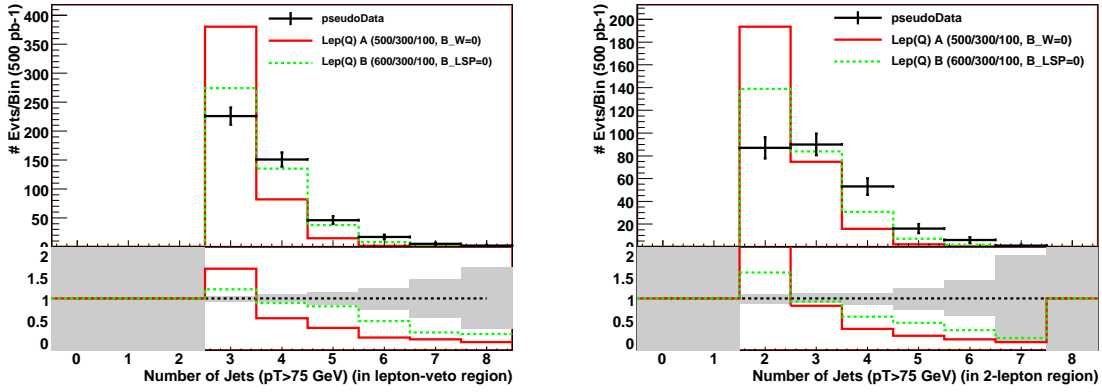 # Evts/Bin (500 pb-1)
400
350
300
250
200
150
100
50
0
pseudoData
Lep(Q) A (500/300/100, B_W=0)
Lep(Q) B (600/300/100, B_LSP=0)
2
1.5
1
0.5
0 1 2 3 4 5 6 7 8
Number of Jets (pT>75 GeV) (in lepton-veto region)
# Evts/Bin (500 pb-1)
200
180
160
140
120
100
80
60
40
20
0
pseudoData
Lep(Q) A (500/300/100, B_W=0)
Lep(Q) B (600/300/100, B_LSP=0)
2
1.5
1
0.5
0 1 2 3 4 5 6 7 8
Number of Jets (pT>75 GeV) (in 2-lepton region)